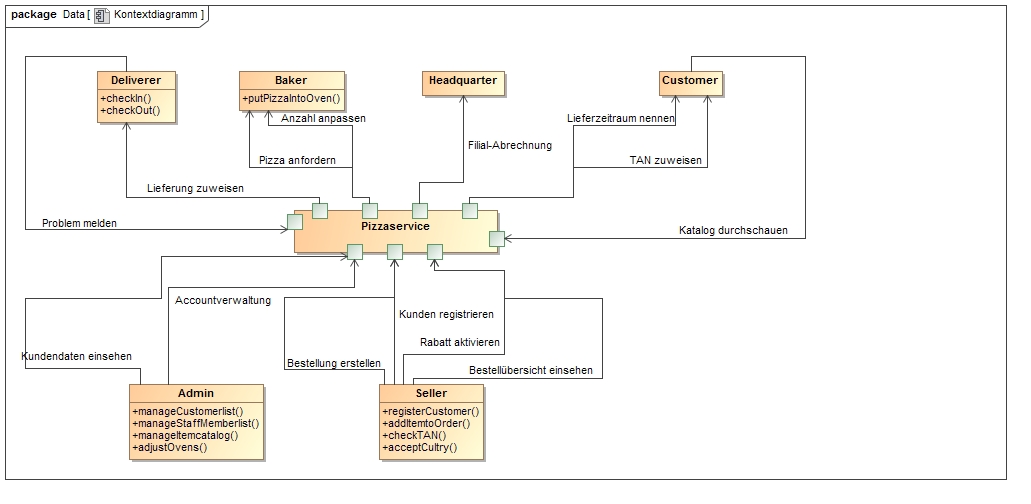 package Data [ Kontextdiagramm ]
Deliverer
+checkIn()
+checkOut()
Baker
+putPizzaIntoOven()
Headquarter
Customer
Anzahl anpassen
Lieferzeitraum nennen
Filial-Abrechnung
Pizza anfordern
TAN zuweisen
Lieferung zuweisen
Problem melden
Pizzaservice
Katalog durchschauen
Accountverwaltung
Kunden registrieren
Rabatt aktivieren
Kundendaten einsehen
Bestellung erstellen
Bestellübersicht einsehen
Admin
+manageCustomerlist()
+manageStaffMemberlist()
+manageItemcatalog()
+adjustOvens()
Seller
+registerCustomer()
+addItemtoOrder()
+checkTAN()
+acceptCultry()